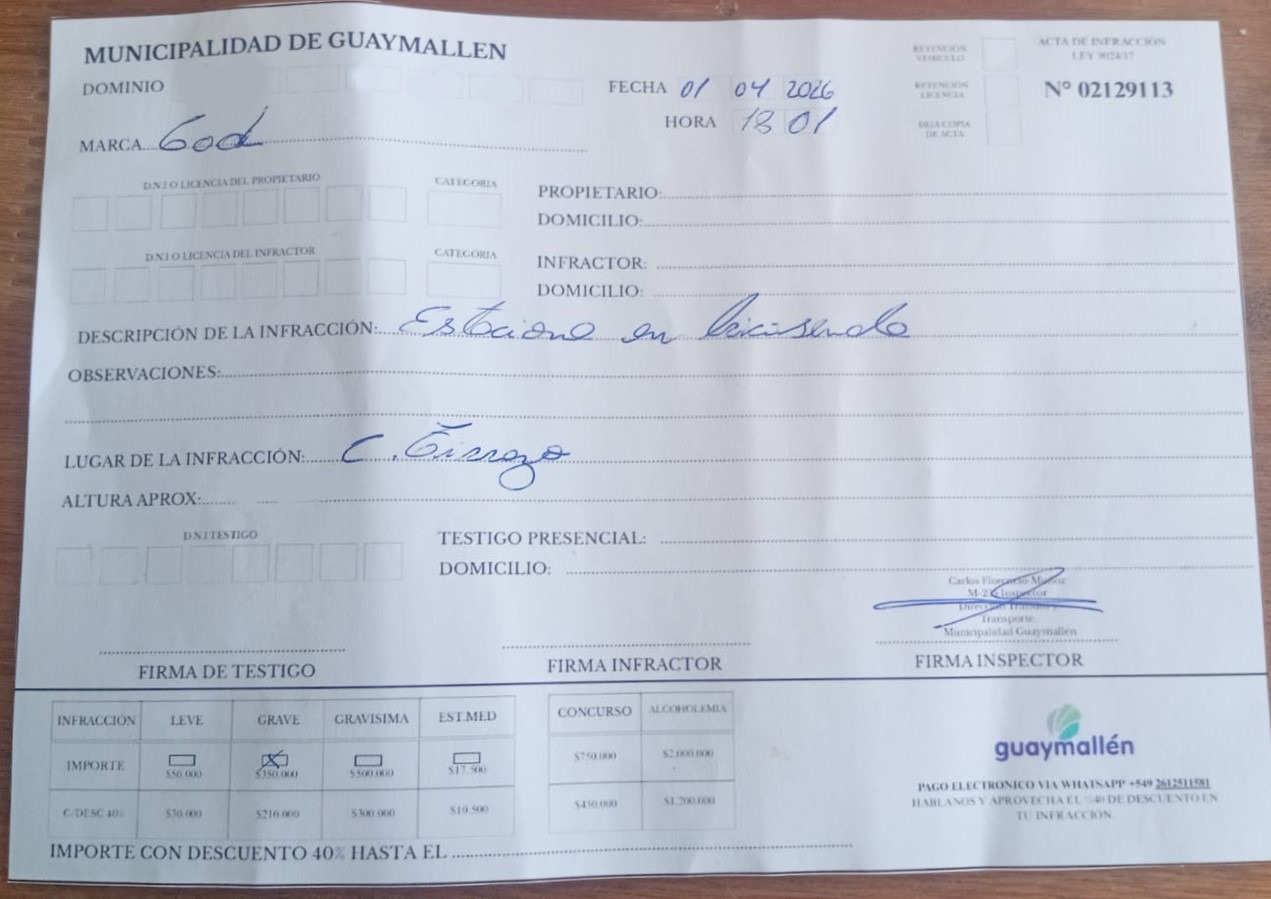 MUNICIPALIDAD DE GUAYMALLEN
DOMINIO
FECHA 01 04 2026
HORA 13 01
RETENCIÓN VEHICULO
RETENCIÓN LICENCIA
DEJA COPIA DE ACTA
ACTA DE INFRACCIÓN
LEY 9024/17
Nº 02129113
MARCA
D.N.I O LICENCIA DEL PROPIETARIO
CATEGORIA
PROPIETARIO:
DOMICILIO:
D.N.I O LICENCIA DEL INFRACTOR
CATEGORIA
INFRACTOR:
DOMICILIO:
DESCRIPCIÓN DE LA INFRACCIÓN: Estaciono en bicisenda
OBSERVACIONES:
LUGAR DE LA INFRACCIÓN: C.
ALTURA APROX:
D.N.I TESTIGO
TESTIGO PRESENCIAL:
DOMICILIO:
Carlos Florencio Muñoz
Inspector
Dirección Tránsito y
Transporte
Municipalidad Guaymallén
FIRMA DE TESTIGO
FIRMA INFRACTOR
FIRMA INSPECTOR
INFRACCION LEVE GRAVE GRAVISIMA EST.MED
IMPORTE $50.000 $350.000 $500.000 $17.500
C/DESC 40% $30.000 $210.000 $300.000 $10.500
CONCURSO ALCOHOLEMIA
$750.000 $2.000.000
$450.000 $1.200.000
guaymallén
PAGO ELECTRONICO VIA WHATSAPP +549 2612511581
HABLANOS Y APROVECHA EL %40 DE DESCUENTO EN
TU INFRACCIÓN
IMPORTE CON DESCUENTO 40% HASTA EL